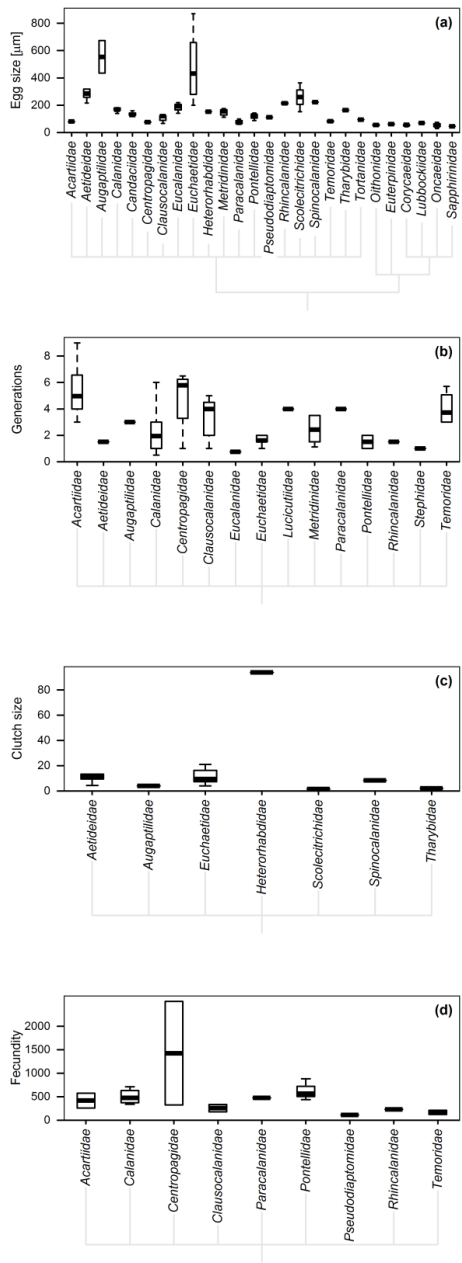 (a)
Egg size [µm]
800
600
400
200
0
Acartiidae
Aetideidae
Augaptilidae
Calanidae
Candaciidae
Centropagidae
Clausocalanidae
Eucalanidae
Euchaetidae
Heterorhabdidae
Metridinidae
Paracalanidae
Pontellidae
Pseudodiaptomidae
Rhincalanidae
Scolecitrichidae
Spinocalanidae
Temoridae
Tharybidae
Tortanidae
Oithonidae
Euterpinidae
Corycaeidae
Lubbockiidae
Oncaeidae
Sapphirinidae
(b)
Generations
8
6
4
2
0
Acartiidae
Aetideidae
Augaptilidae
Calanidae
Centropagidae
Clausocalanidae
Eucalanidae
Euchaetidae
Lucicutiidae
Metridinidae
Paracalanidae
Pontellidae
Rhincalanidae
Stephidae
Temoridae
(c)
Clutch size
80
60
40
20
0
Aetideidae
Augaptilidae
Euchaetidae
Heterorhabdidae
Scolecitrichidae
Spinocalanidae
Tharybidae
(d)
Fecundity
2000
1500
1000
500
0
Acartiidae
Calanidae
Centropagidae
Clausocalanidae
Paracalanidae
Pontellidae
Pseudodiaptomidae
Rhincalanidae
Temoridae